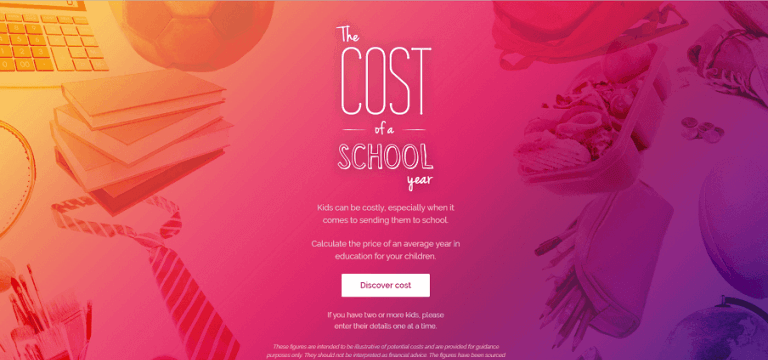 The
COST
of a
SCHOOL
year
Kids can be costly, especially when it
comes to sending them to school.
Calculate the price of an average year in
education for your children.
Discover cost
If you have two or more kids, please
enter their details one at a time.
These figures are intended to be illustrative of potential costs and are provided for guidance
purposes only. They should not be interpreted as financial advice. The figures have been sourced